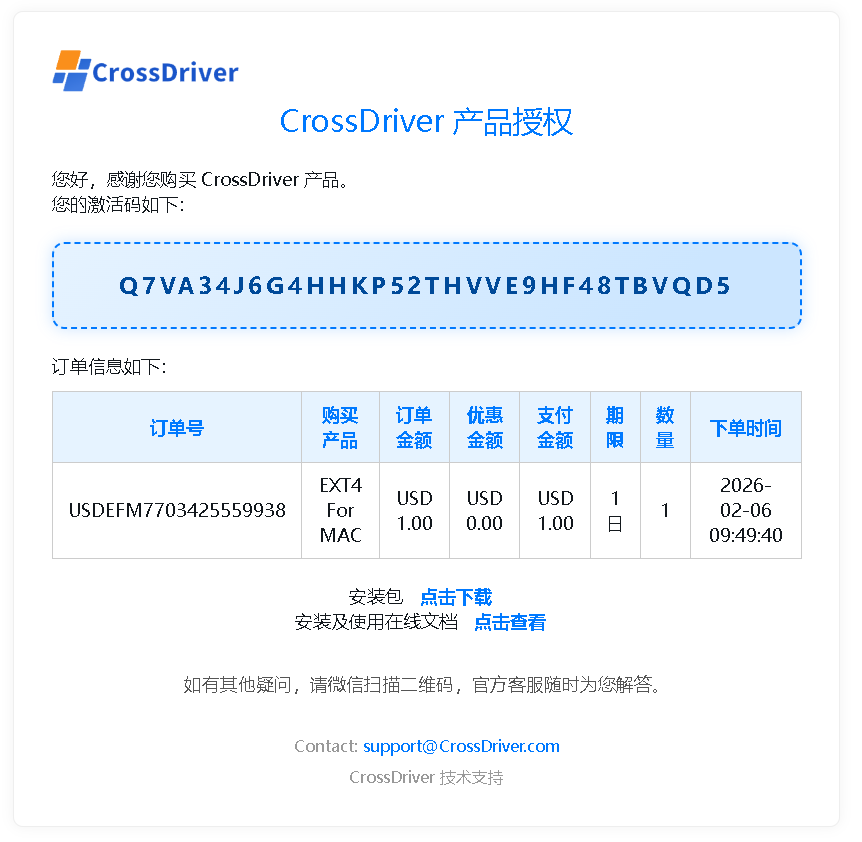 CrossDriver
CrossDriver 产品授权
您好，感谢您购买 CrossDriver 产品。
您的激活码如下：
Q7VA34J6G4HHKP52THVVE9HF48TBVQD5
订单信息如下：
订单号 购买产品 订单金额 优惠金额 支付金额 期限 数量 下单时间
USDEFM7703425559938 EXT4 For MAC USD 1.00 USD 0.00 USD 1.00 1日 1 2026-02-06 09:49:40
安装包 点击下载
安装及使用在线文档 点击查看
如有其他疑问，请微信扫描二维码，官方客服随时为您解答。
Contact: support@CrossDriver.com
CrossDriver 技术支持